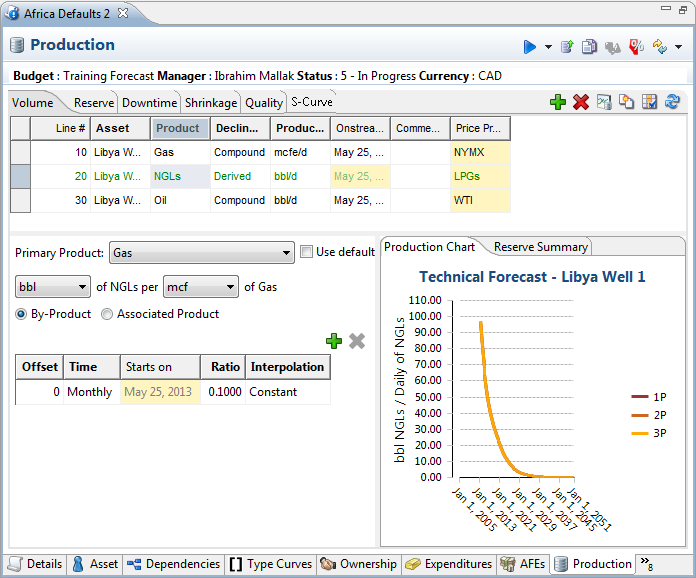 Africa Defaults 2
Production
Budget : Training Forecast Manager : Ibrahim Mallak Status : 5 - In Progress Currency : CAD
Volume Reserve Downtime Shrinkage Quality S-Curve
Line # Asset Product Declin... Produc... Onstrea... Comme... Price Pr...
10 Libya W... Gas Compound mcfe/d May 25, ... NYMX
20 Libya W... NGLs Derived bbl/d May 25, ... LPGs
30 Libya W... Oil Compound bbl/d May 25, ... WTI
Primary Product: Gas Use default
bbl of NGLs per mcf of Gas
By-Product Associated Product
Offset Time Starts on Ratio Interpolation
0 Monthly May 25, 2013 0.1000 Constant
Production Chart Reserve Summary
Technical Forecast - Libya Well 1
bbl NGLs / Daily of NGLs
110.00
100.00
90.00
80.00
70.00
60.00
50.00
40.00
30.00
20.00
10.00
0.00
1P
2P
3P
Jan 1, 2005
Jan 1, 2013
Jan 1, 2021
Jan 1, 2029
Jan 1, 2037
Jan 1, 2045
Jan 1, 2051
Details Asset Dependencies Type Curves Ownership Expenditures AFEs Production »8